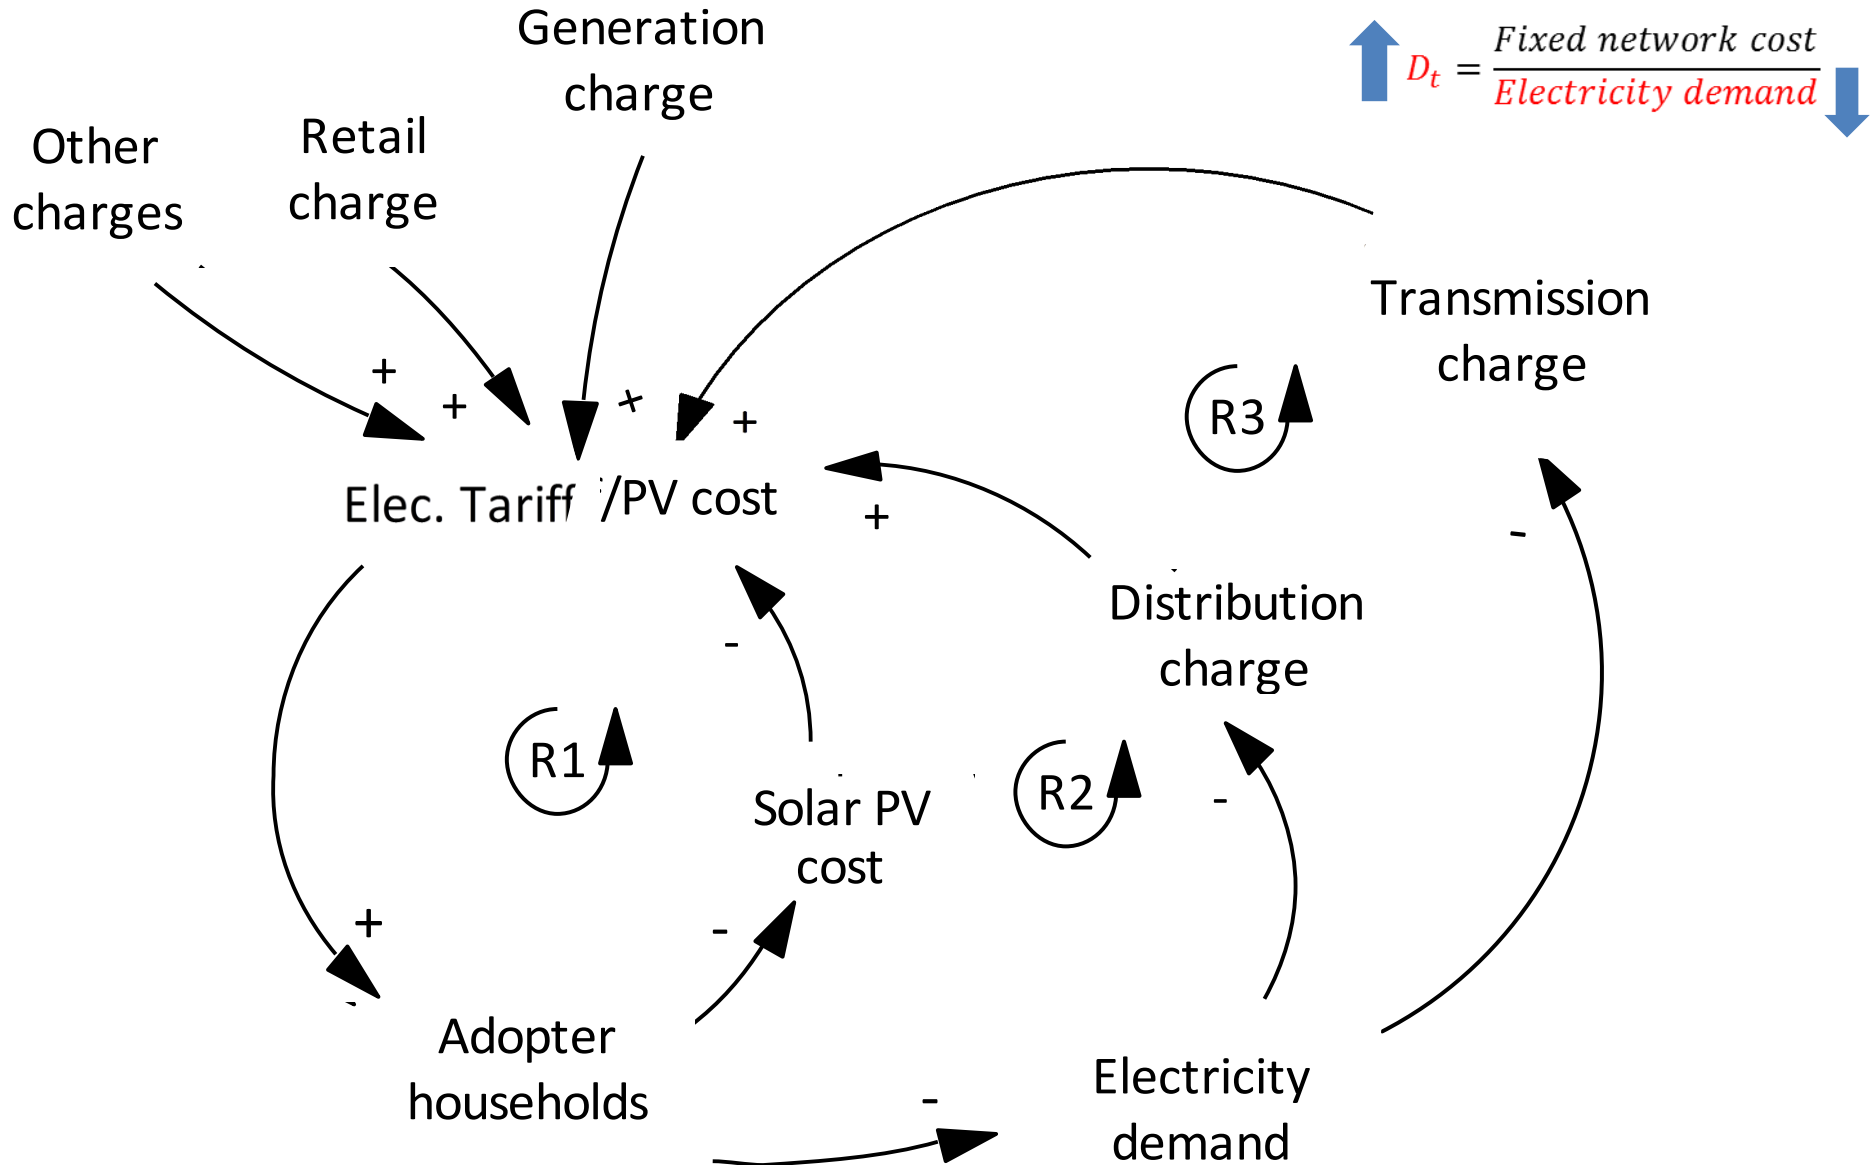 Generation
charge
D_t = Fixed network cost
Electricity demand
Other
charges
Retail
charge
Transmission
charge
+
+
+
+
R3
Elec. Tariff /PV cost
+
-
Distribution
charge
-
R1
R2
-
Solar PV
cost
+
-
Adopter
households
-
Electricity
demand